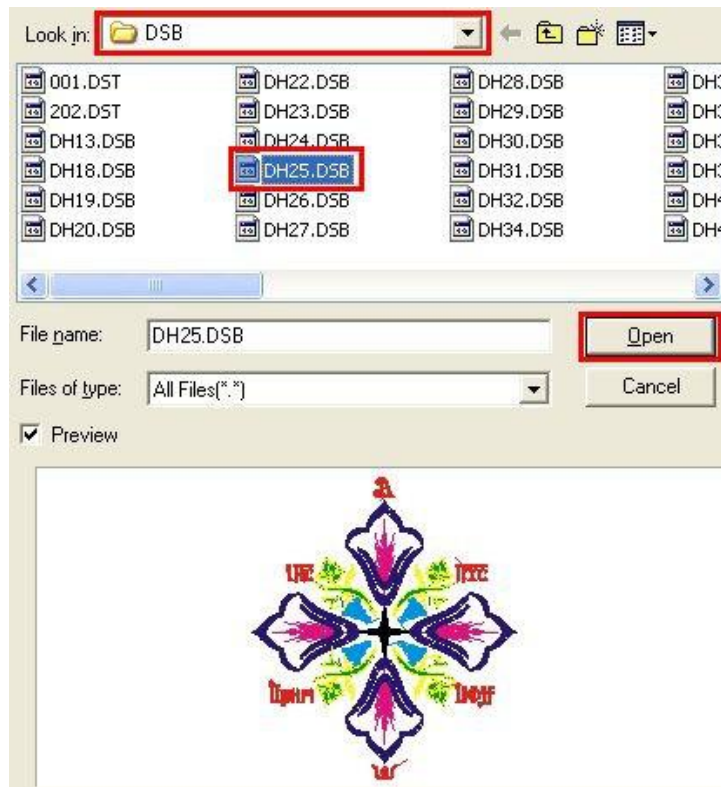 Look in: DSB
001.DST DH22.DSB DH28.DSB
202.DST DH23.DSB DH29.DSB
DH13.DSB DH24.DSB DH30.DSB
DH18.DSB DH25.DSB DH31.DSB
DH19.DSB DH26.DSB DH32.DSB
DH20.DSB DH27.DSB DH34.DSB
File name: DH25.DSB Open
Files of type: All Files(*.*) Cancel
Preview